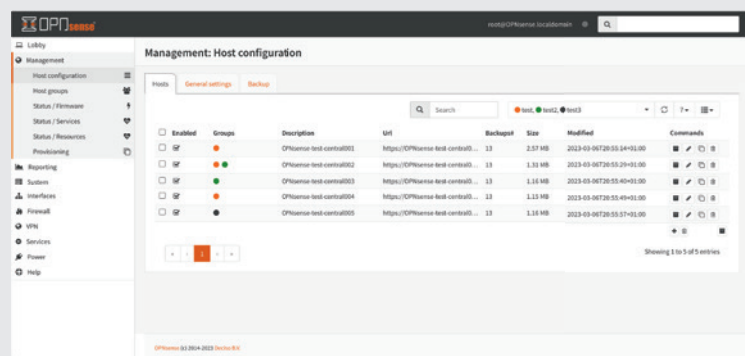 OPNsense
root@OPNsense.localdomain
Lobby
Management
Host configuration
Host groups
Status / Firmware
Status / Services
Status / Resources
Provisioning
Reporting
System
Interfaces
Firewall
VPN
Services
Power
Help
Management: Host configuration
Hosts General settings Backup
Search test, test2, test3 7
Enabled Groups Description Url Backups# Size Modified Commands
OPNsense-test-central001 https://OPNsense-test-central0... 13 2.57 MB 2023-03-06T20:55:14+01:00
OPNsense-test-central002 https://OPNsense-test-central0... 13 1.31 MB 2023-03-06T20:55:29+01:00
OPNsense-test-central003 https://OPNsense-test-central0... 13 1.16 MB 2023-03-06T20:55:40+01:00
OPNsense-test-central004 https://OPNsense-test-central0... 13 1.15 MB 2023-03-06T20:55:49+01:00
OPNsense-test-central005 https://OPNsense-test-central0... 13 1.16 MB 2023-03-06T20:55:57+01:00
« ‹ 1 › »
Showing 1 to 5 of 5 entries
OPNsense (c) 2014-2023 Deciso B.V.